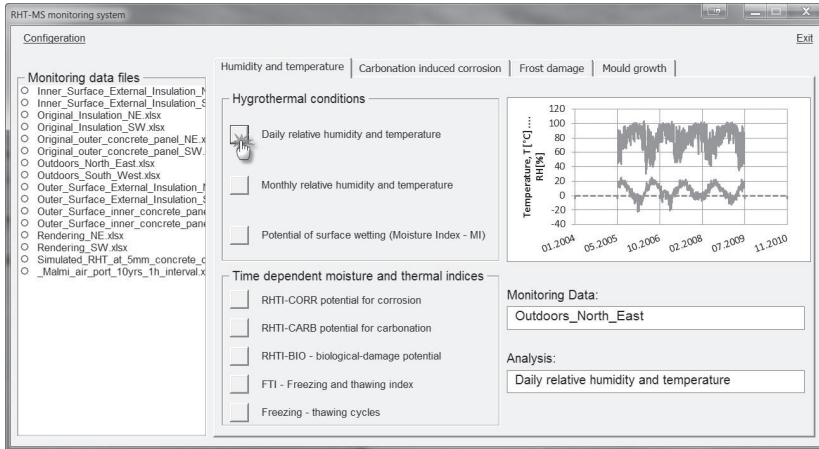 RHT-MS monitoring system
Configeration
Exit
Monitoring data files
Inner_Surface_External_Insulation_N
Inner_Surface_External_Insulation_S
Original_Insulation_NE.xlsx
Original_Insulation_SW.xlsx
Original_outer_concrete_panel_NE.x
Original_outer_concrete_panel_SW.
Outdoors_North_East.xlsx
Outdoors_South_West.xlsx
Outer_Surface_External_Insulation_N
Outer_Surface_External_Insulation_S
Outer_Surface_inner_concrete_pane
Outer_Surface_inner_concrete_pane
Rendering_NE.xlsx
Rendering_SW.xlsx
Simulated_RHT_at_5mm_concrete_c
_Malmi_air_port_10yrs_1h_interval.x
Humidity and temperature
Carbonation induced corrosion
Frost damage
Mould growth
Hygrothermal conditions
Daily relative humidity and temperature
Monthly relative humidity and temperature
Potential of surface wetting (Moisture Index - MI)
Time dependent moisture and thermal indices
RHTI-CORR potential for corrosion
RHTI-CARB potential for carbonation
RHTI-BIO - biological-damage potential
FTI - Freezing and thawing index
Freezing - thawing cycles
Temperature, T [°C] ....
RH[%]
120
100
80
60
40
20
0
-20
-40
01.2004
05.2005
10.2006
02.2008
07.2009
11.2010
Monitoring Data:
Outdoors_North_East
Analysis:
Daily relative humidity and temperature